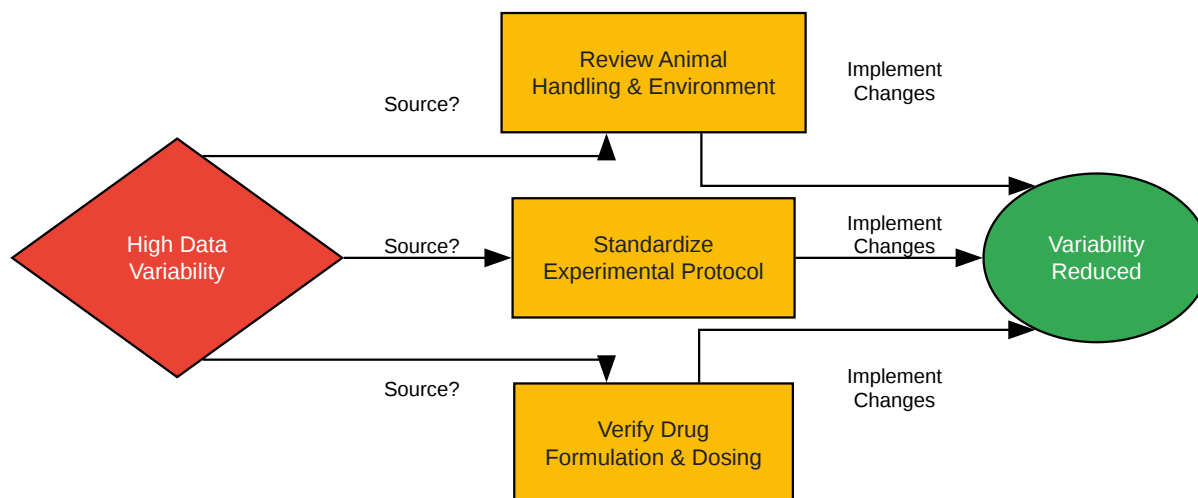 Review Animal
Handling & Environment
Implement
Changes
Source?
High Data
Variability
Source?
Standardize
Experimental Protocol
Implement
Changes
Variability
Reduced
Source?
Verify Drug
Formulation & Dosing
Implement
Changes